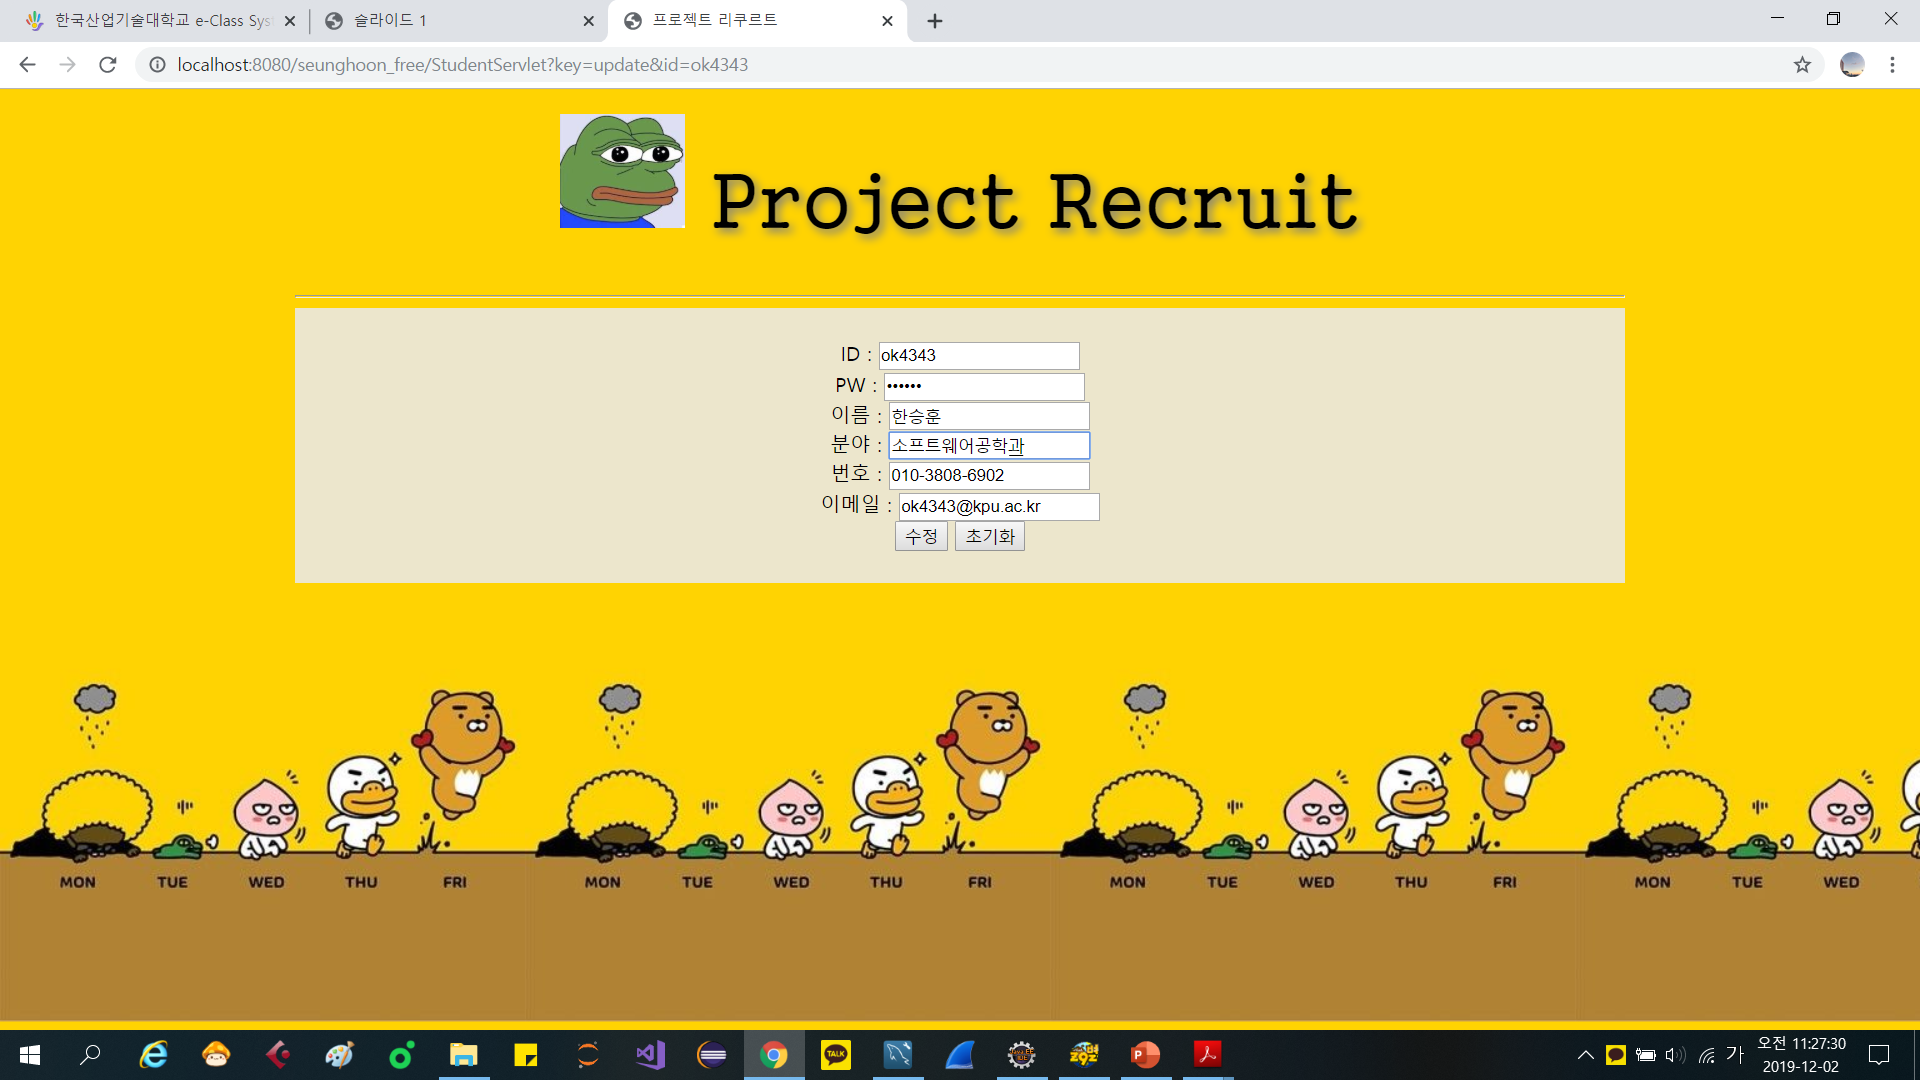 한국산업기술대학교 e-Class Sys
슬라이드 1
프로젝트 리쿠르트
localhost:8080/seunghoon_free/StudentServlet?key=update&id=ok4343
Project Recruit
ID : ok4343
PW : ••••••
이름 : 한승훈
분야 : 소프트웨어공학과
번호 : 010-3808-6902
이메일 : ok4343@kpu.ac.kr
수정 초기화
MON TUE WED THU FRI MON TUE WED THU FRI MON TUE WED THU FRI MON TUE WED
TALK
가
오전 11:27:30
2019-12-02